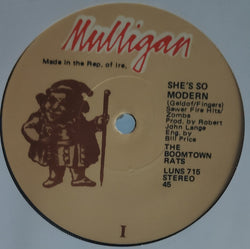 Mulligan
Made in the Rep. of Ire.
SHE'S SO
MODERN
(Geldof/Fingers)
Sewer Fire Hits/
Zomba
Prod. by Robert
John Lange
Eng. by
Bill Price
THE
BOOMTOWN
RATS
LUNS 715
STEREO
45
I